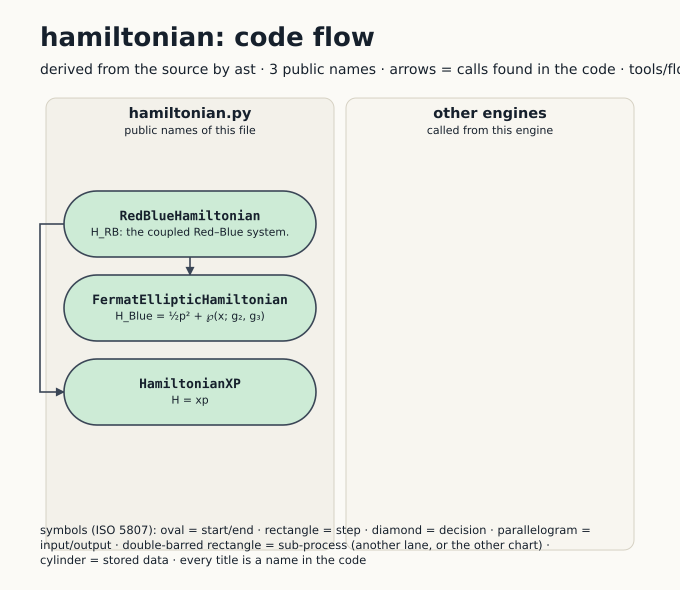 hamiltonian: code flow
derived from the source by ast · 3 public names · arrows = calls found in the code ·
hamiltonian.py
public names of this file
other engines
called from this engine
RedBlueHamiltonian
H_RB: the coupled Red–Blue system.
FermatEllipticHamiltonian
H_Blue = ½p² + ℘(x; g₂, g₃)
HamiltonianXP
H = xp
symbols (ISO 5807): oval = start/end · rectangle = step · diamond = decision · parallelogram =
input/output · double-barred rectangle = sub-process (another lane, or the other chart) ·
cylinder = stored data · every title is a name in the code